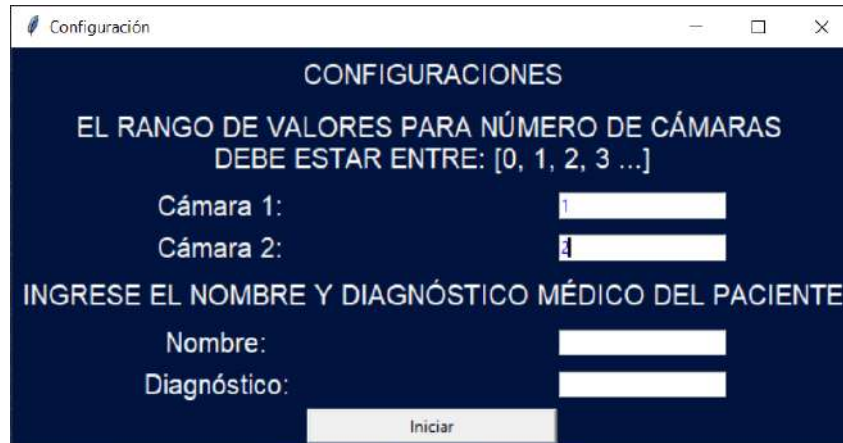 Configuración
CONFIGURACIONES
EL RANGO DE VALORES PARA NÚMERO DE CÁMARAS
DEBE ESTAR ENTRE: [0, 1, 2, 3 ...]
Cámara 1: 1
Cámara 2: 2
INGRESE EL NOMBRE Y DIAGNÓSTICO MÉDICO DEL PACIENTE
Nombre:
Diagnóstico:
Iniciar